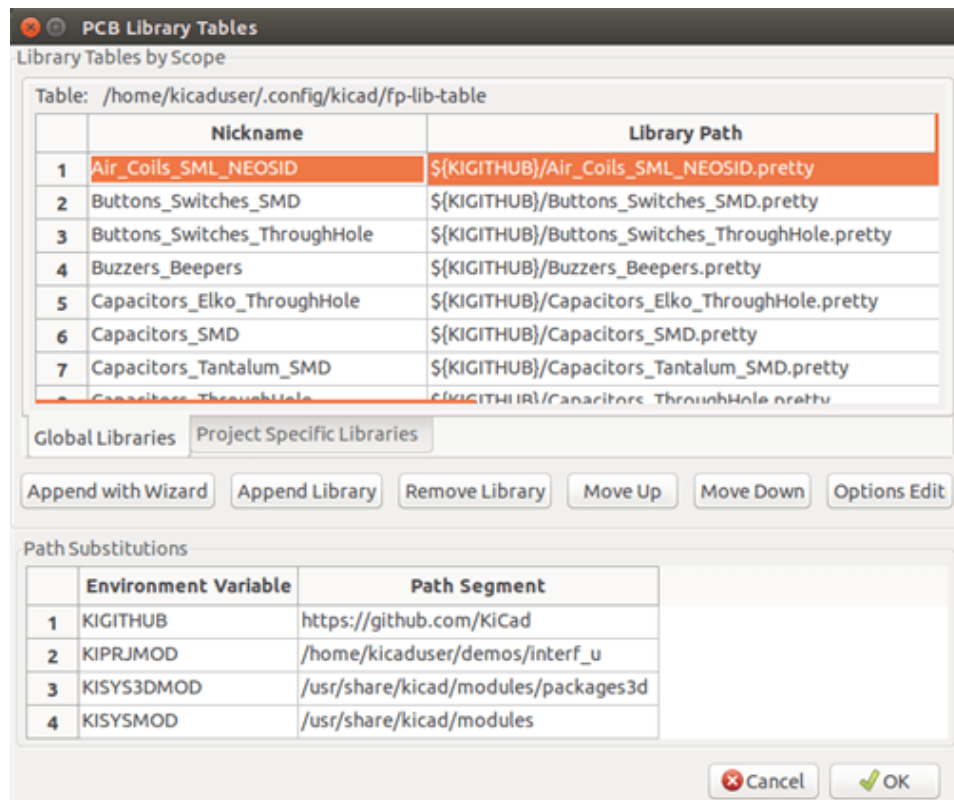 PCB Library Tables
Library Tables by Scope
Table: /home/kicaduser/.config/kicad/fp-lib-table
Nickname Library Path
1 Air_Coils_SML_NEOSID ${KIGITHUB}/Air_Coils_SML_NEOSID.pretty
2 Buttons_Switches_SMD ${KIGITHUB}/Buttons_Switches_SMD.pretty
3 Buttons_Switches_ThroughHole ${KIGITHUB}/Buttons_Switches_ThroughHole.pretty
4 Buzzers_Beepers ${KIGITHUB}/Buzzers_Beepers.pretty
5 Capacitors_Elko_ThroughHole ${KIGITHUB}/Capacitors_Elko_ThroughHole.pretty
6 Capacitors_SMD ${KIGITHUB}/Capacitors_SMD.pretty
7 Capacitors_Tantalum_SMD ${KIGITHUB}/Capacitors_Tantalum_SMD.pretty
Capacitors_ThroughHole ${KIGITHUB}/Capacitors_ThroughHole.pretty
Global Libraries Project Specific Libraries
Append with Wizard Append Library Remove Library Move Up Move Down Options Edit
Path Substitutions
Environment Variable Path Segment
1 KIGITHUB https://github.com/KiCad
2 KIPRJMOD /home/kicaduser/demos/interf_u
3 KISYS3DMOD /usr/share/kicad/modules/packages3d
4 KISYSMOD /usr/share/kicad/modules
Cancel OK